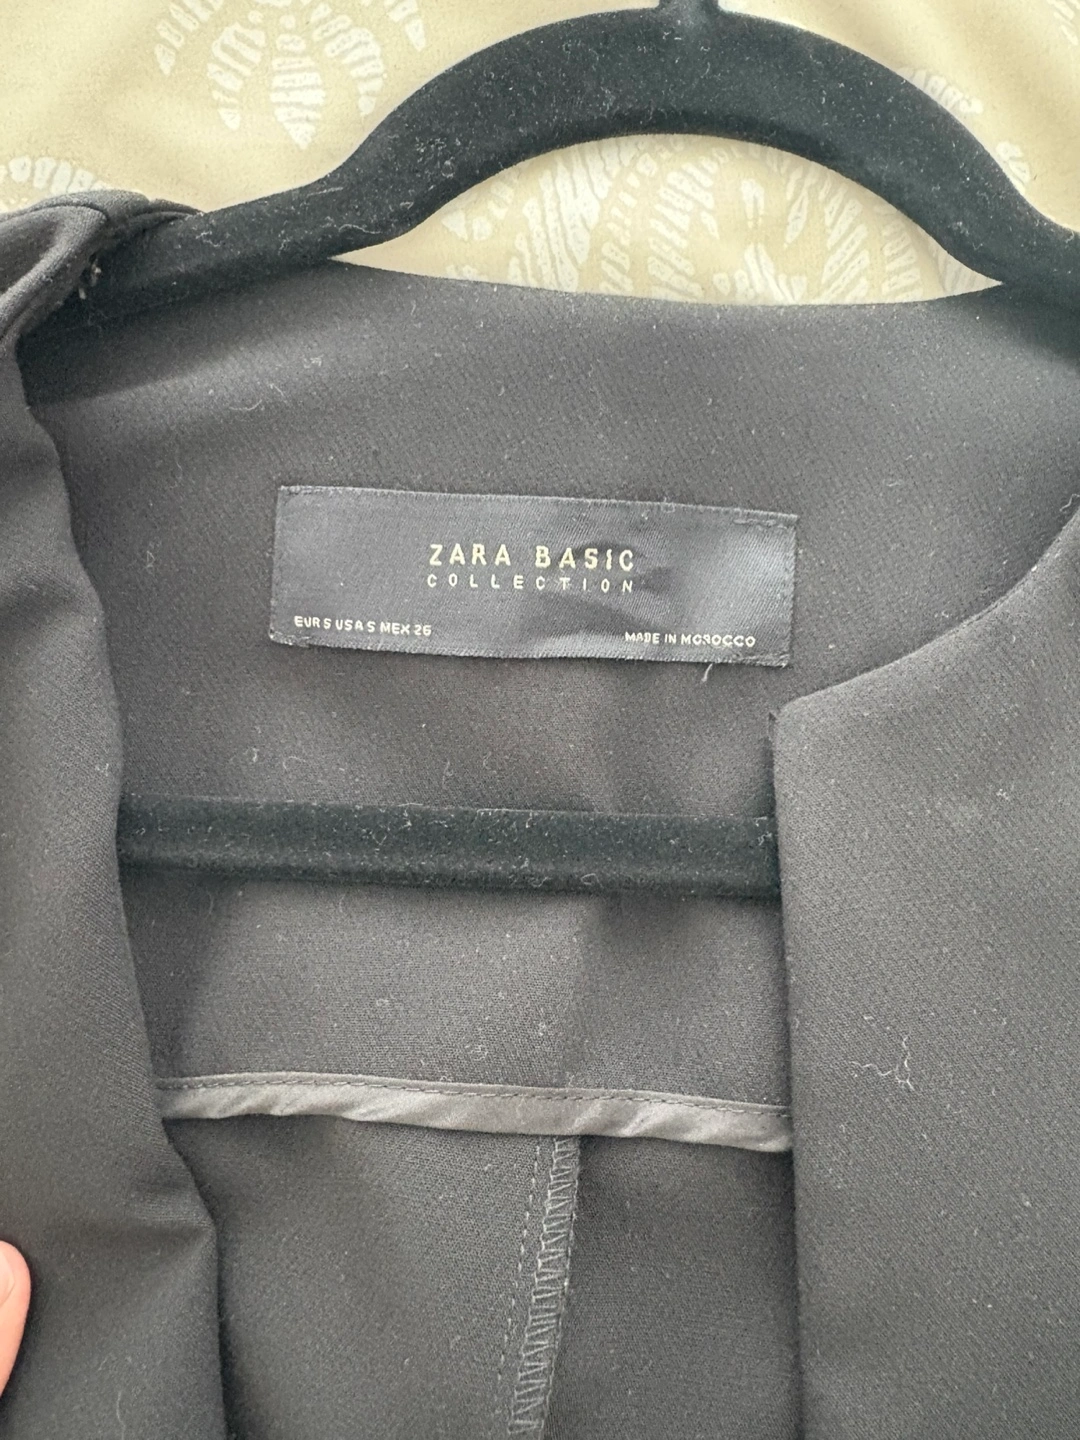 ZARA BASIC
COLLECTION
EUR S USA S MEX 26
MADE IN MOROCCO